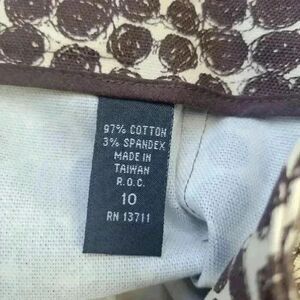 97% COTTON
3% SPANDEX
MADE IN
TAIWAN
R.O.C.
10
RN 13711